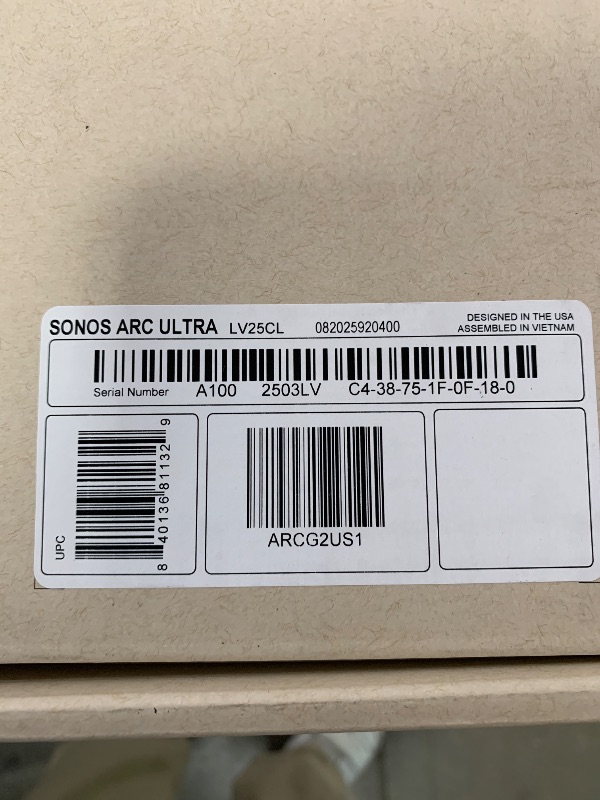 SONOS ARC ULTRA LV25CL 082025920400
DESIGNED IN THE USA
ASSEMBLED IN VIETNAM
Serial Number A100 2503LV C4-38-75-1F-0F-18-0
UPC
8 40136 81132 9
ARCG2US1